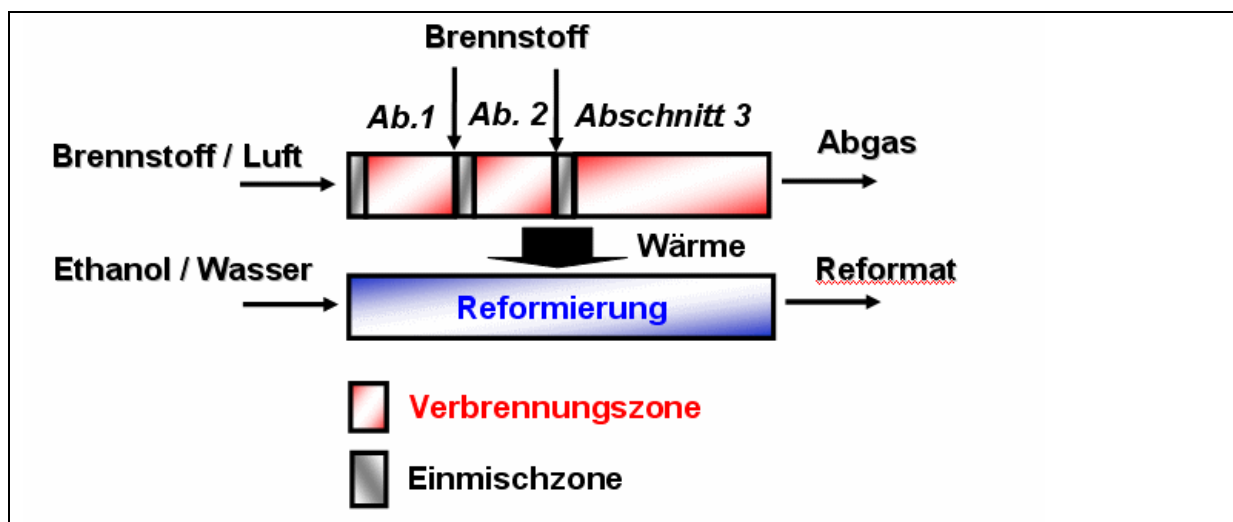 Brennstoff
Ab.1 Ab. 2 Abschnitt 3
Brennstoff / Luft
Abgas
Wärme
Ethanol / Wasser
Reformat
Reformierung
Verbrennungszone
Einmischzone